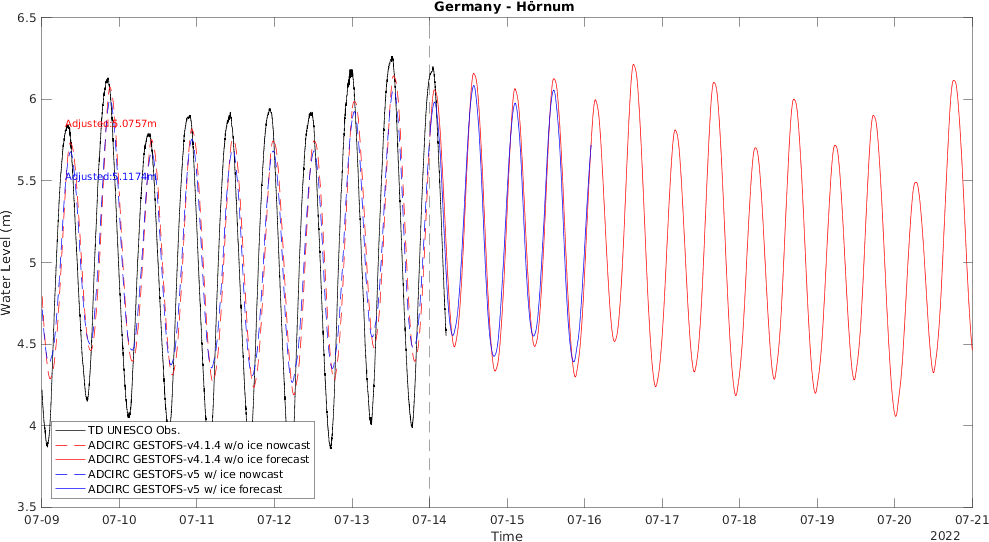 Germany - Hörnum
6.5
6
5.5
5
4.5
4
3.5
Water Level (m)
Adjusted:5.0757m
Adjusted:5.1174m
TD UNESCO Obs.
ADCIRC GESTOFS-v4.1.4 w/o ice nowcast
ADCIRC GESTOFS-v4.1.4 w/o ice forecast
ADCIRC GESTOFS-v5 w/ ice nowcast
ADCIRC GESTOFS-v5 w/ ice forecast
07-09 07-10 07-11 07-12 07-13 07-14 07-15 07-16 07-17 07-18 07-19 07-20 07-21
Time
2022